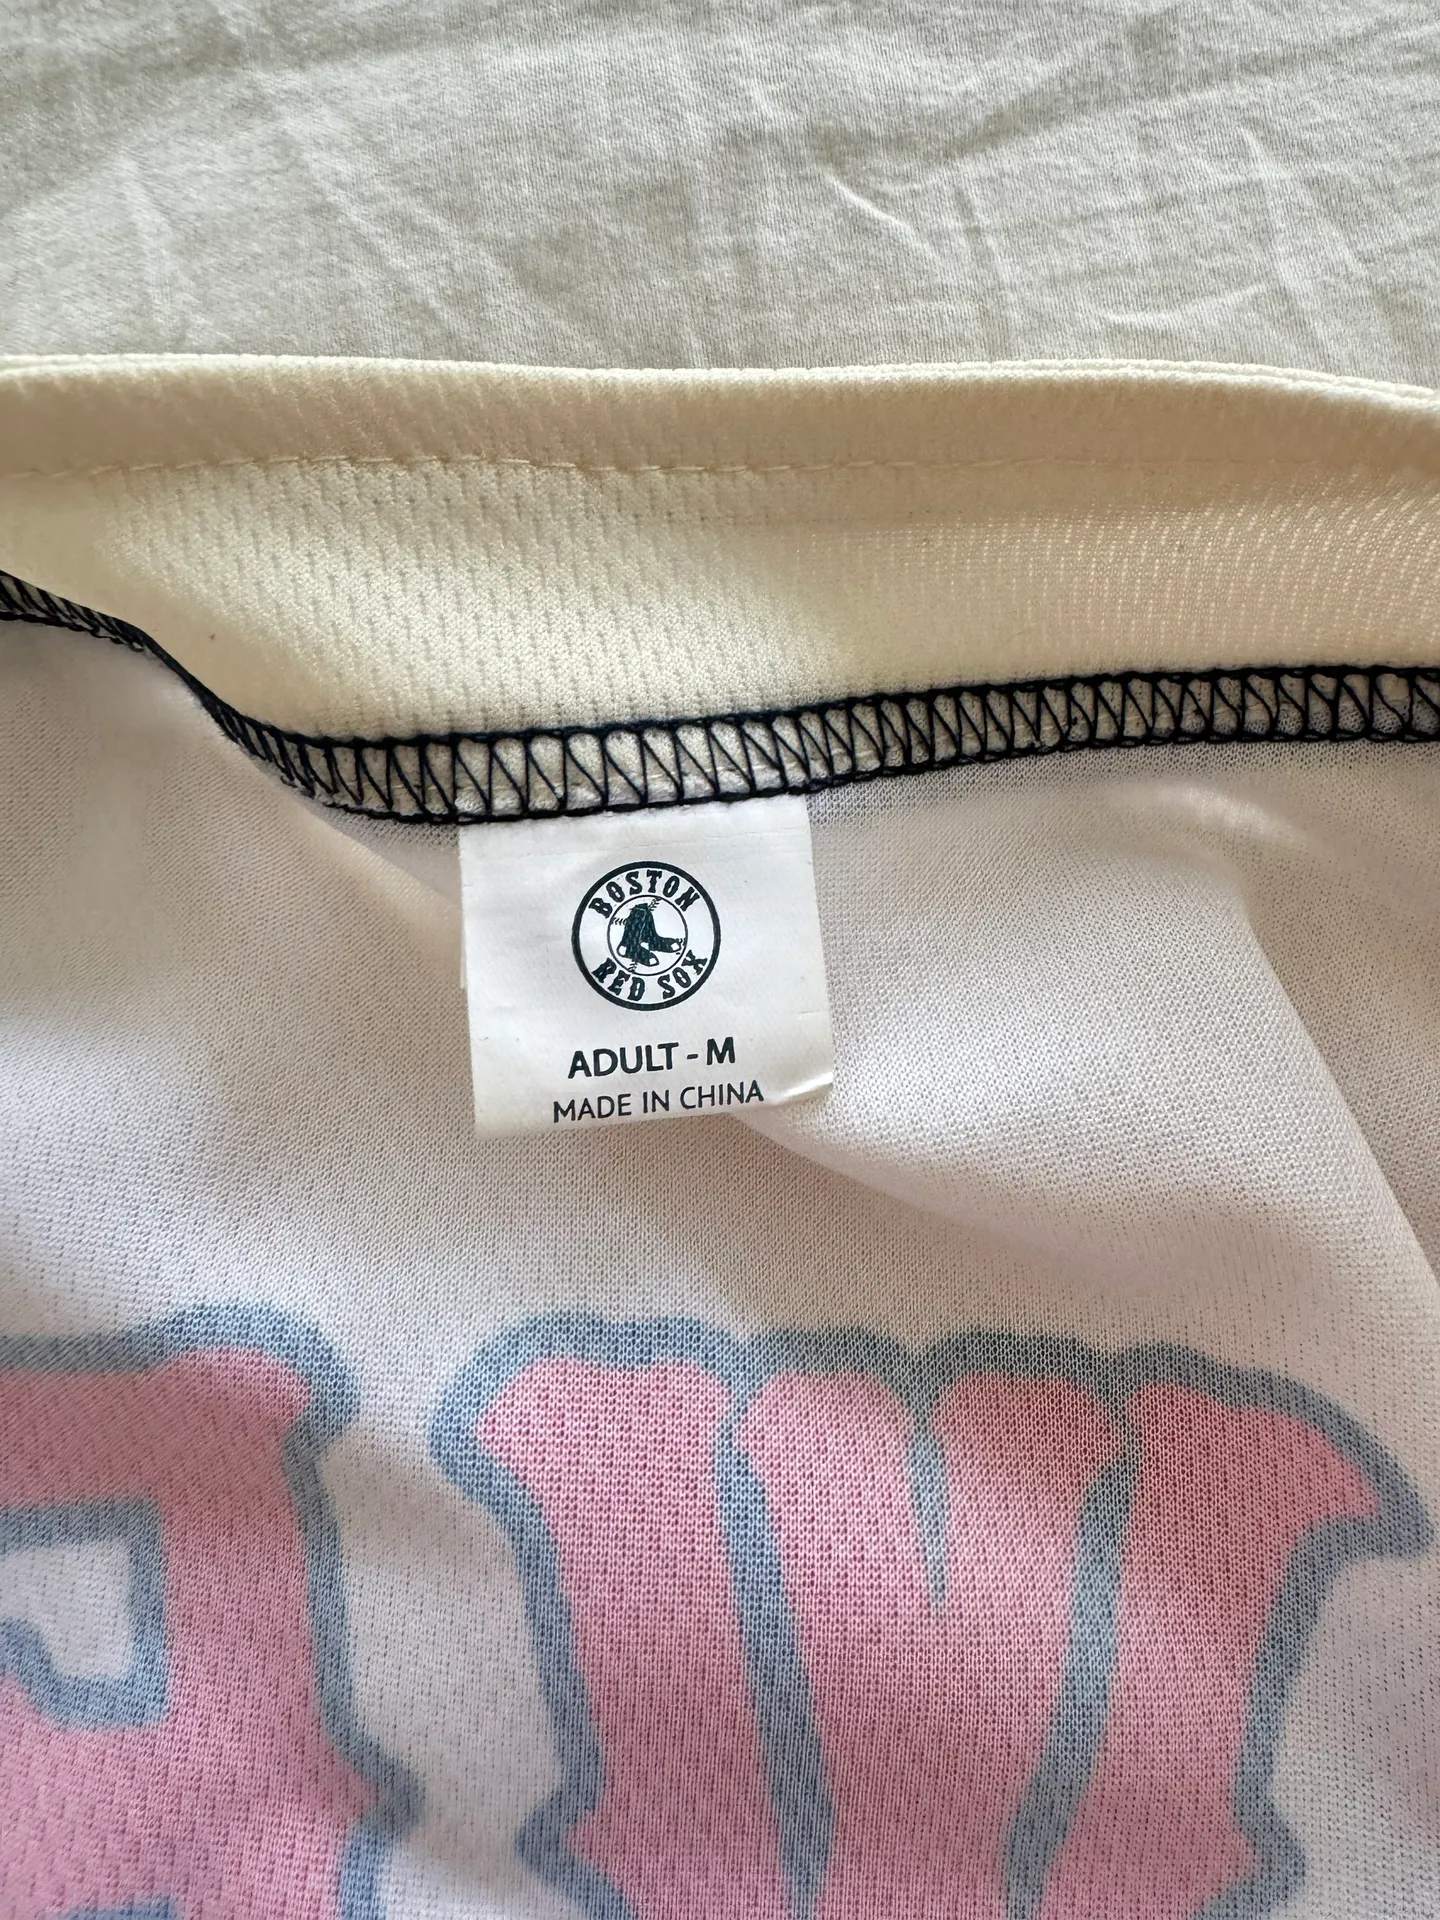 BOSTON
RED SOX
ADULT - M
MADE IN CHINA